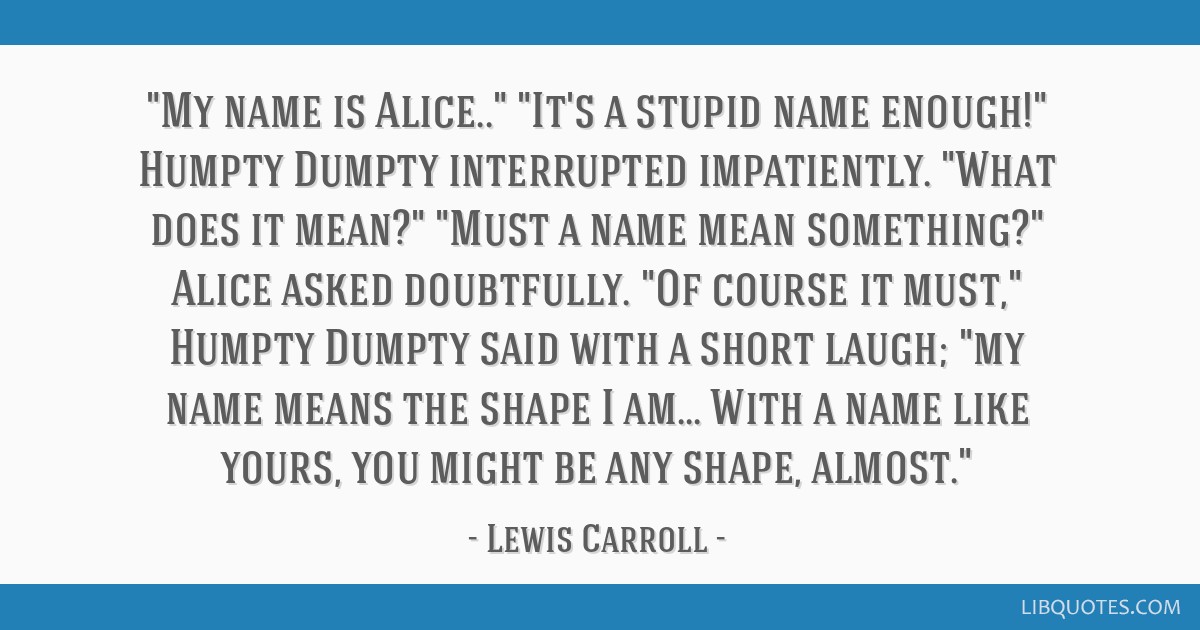 "My name is Alice.." "It's a stupid name enough!"
Humpty Dumpty interrupted impatiently. "What
does it mean?" "Must a name mean something?"
Alice asked doubtfully. "Of course it must,"
Humpty Dumpty said with a short laugh; "my
name means the shape I am... With a name like
yours, you might be any shape, almost."
- Lewis Carroll -
LIBQUOTES.COM